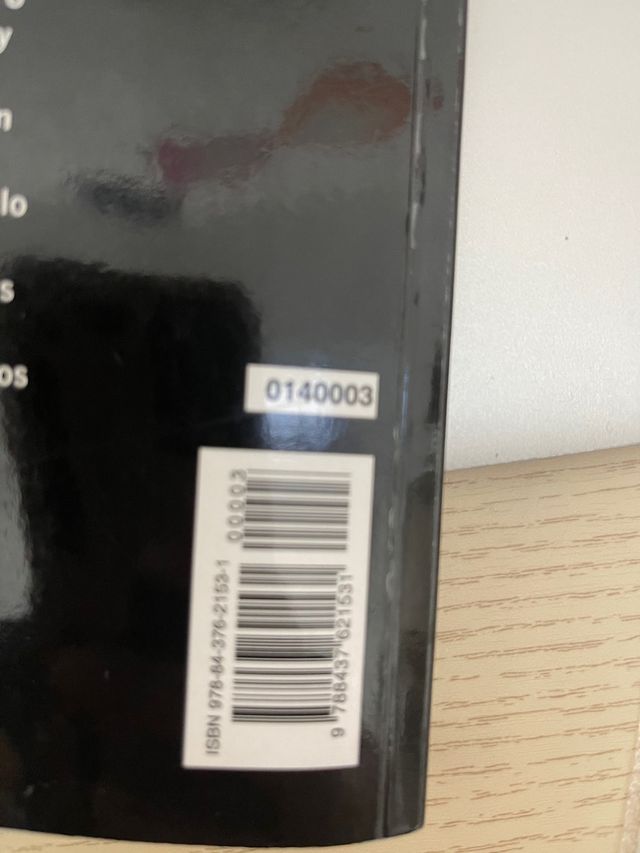 y
n
lo
s
os
0140003
00003
ISBN 978-84-376-2153-1
9 788437 621531